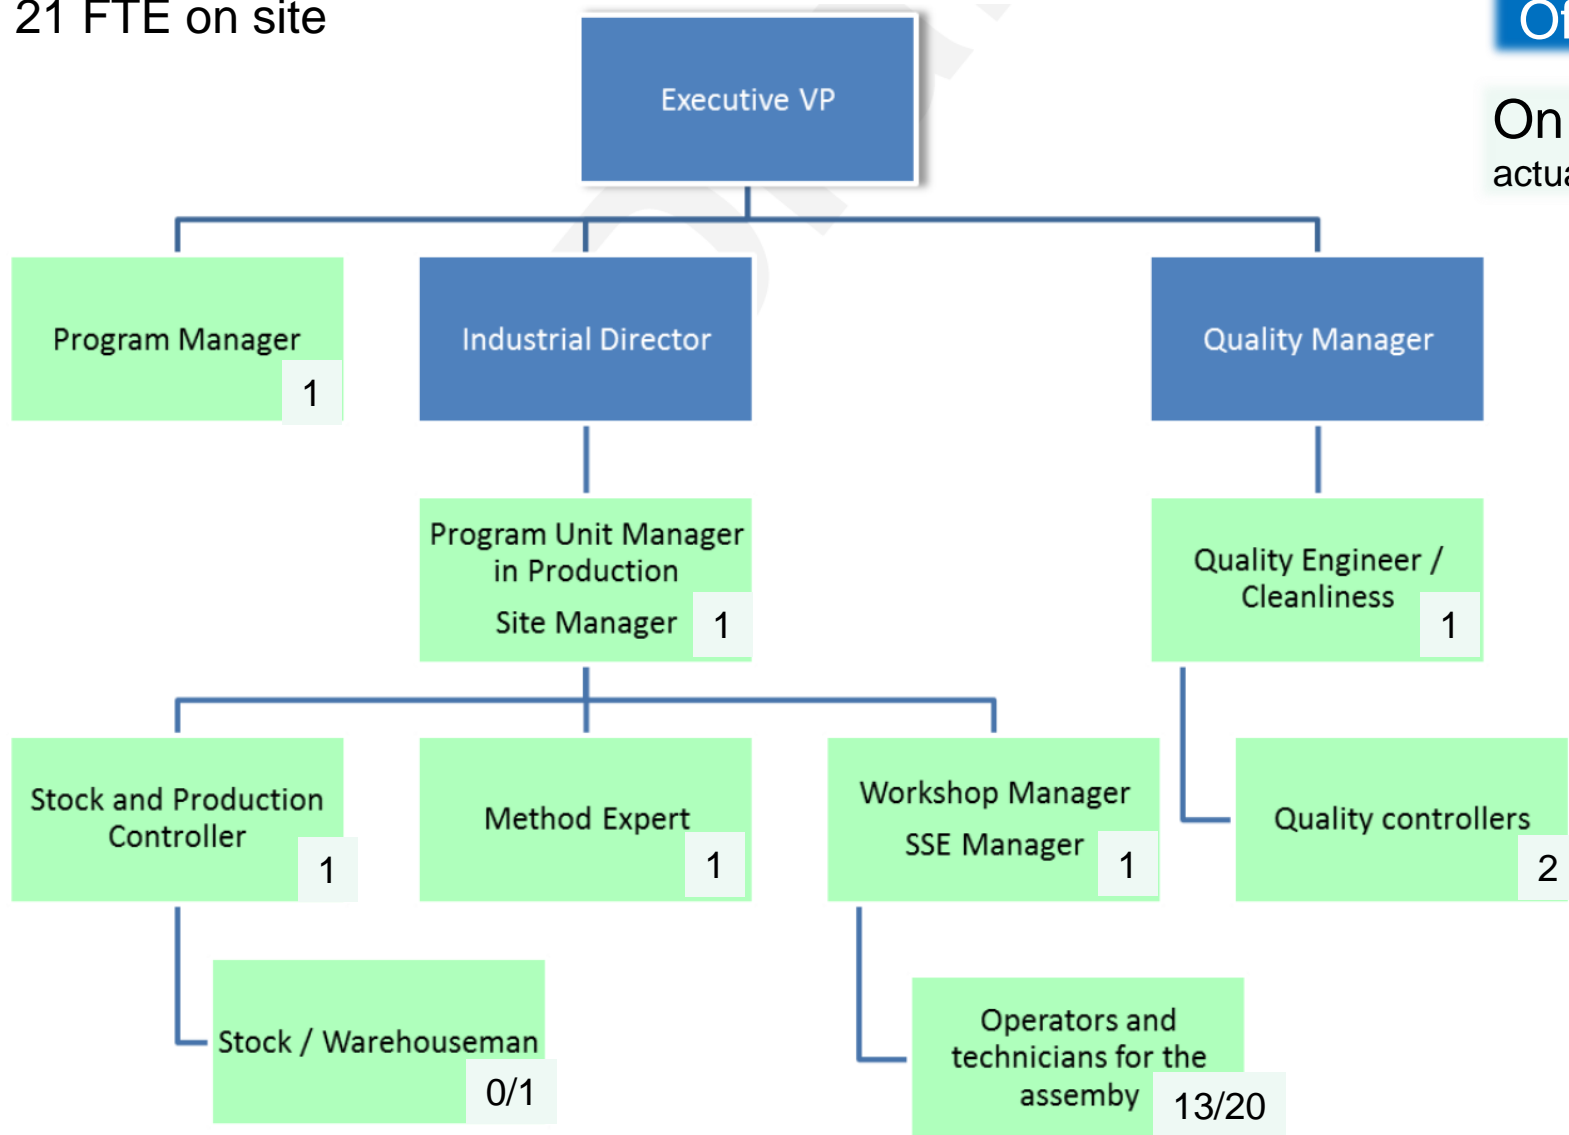 21 FTE on site
Executive VP
On
Program Manager
1
Industrial Director
Quality Manager
Program Unit Manager
in Production
Site Manager
1
Quality Engineer /
Cleanliness
1
Stock and Production
Controller
1
Method Expert
1
Workshop Manager
SSE Manager
1
Quality controllers
2
Stock / Warehouseman
0/1
Operators and
technicians for the
assemby
13/20